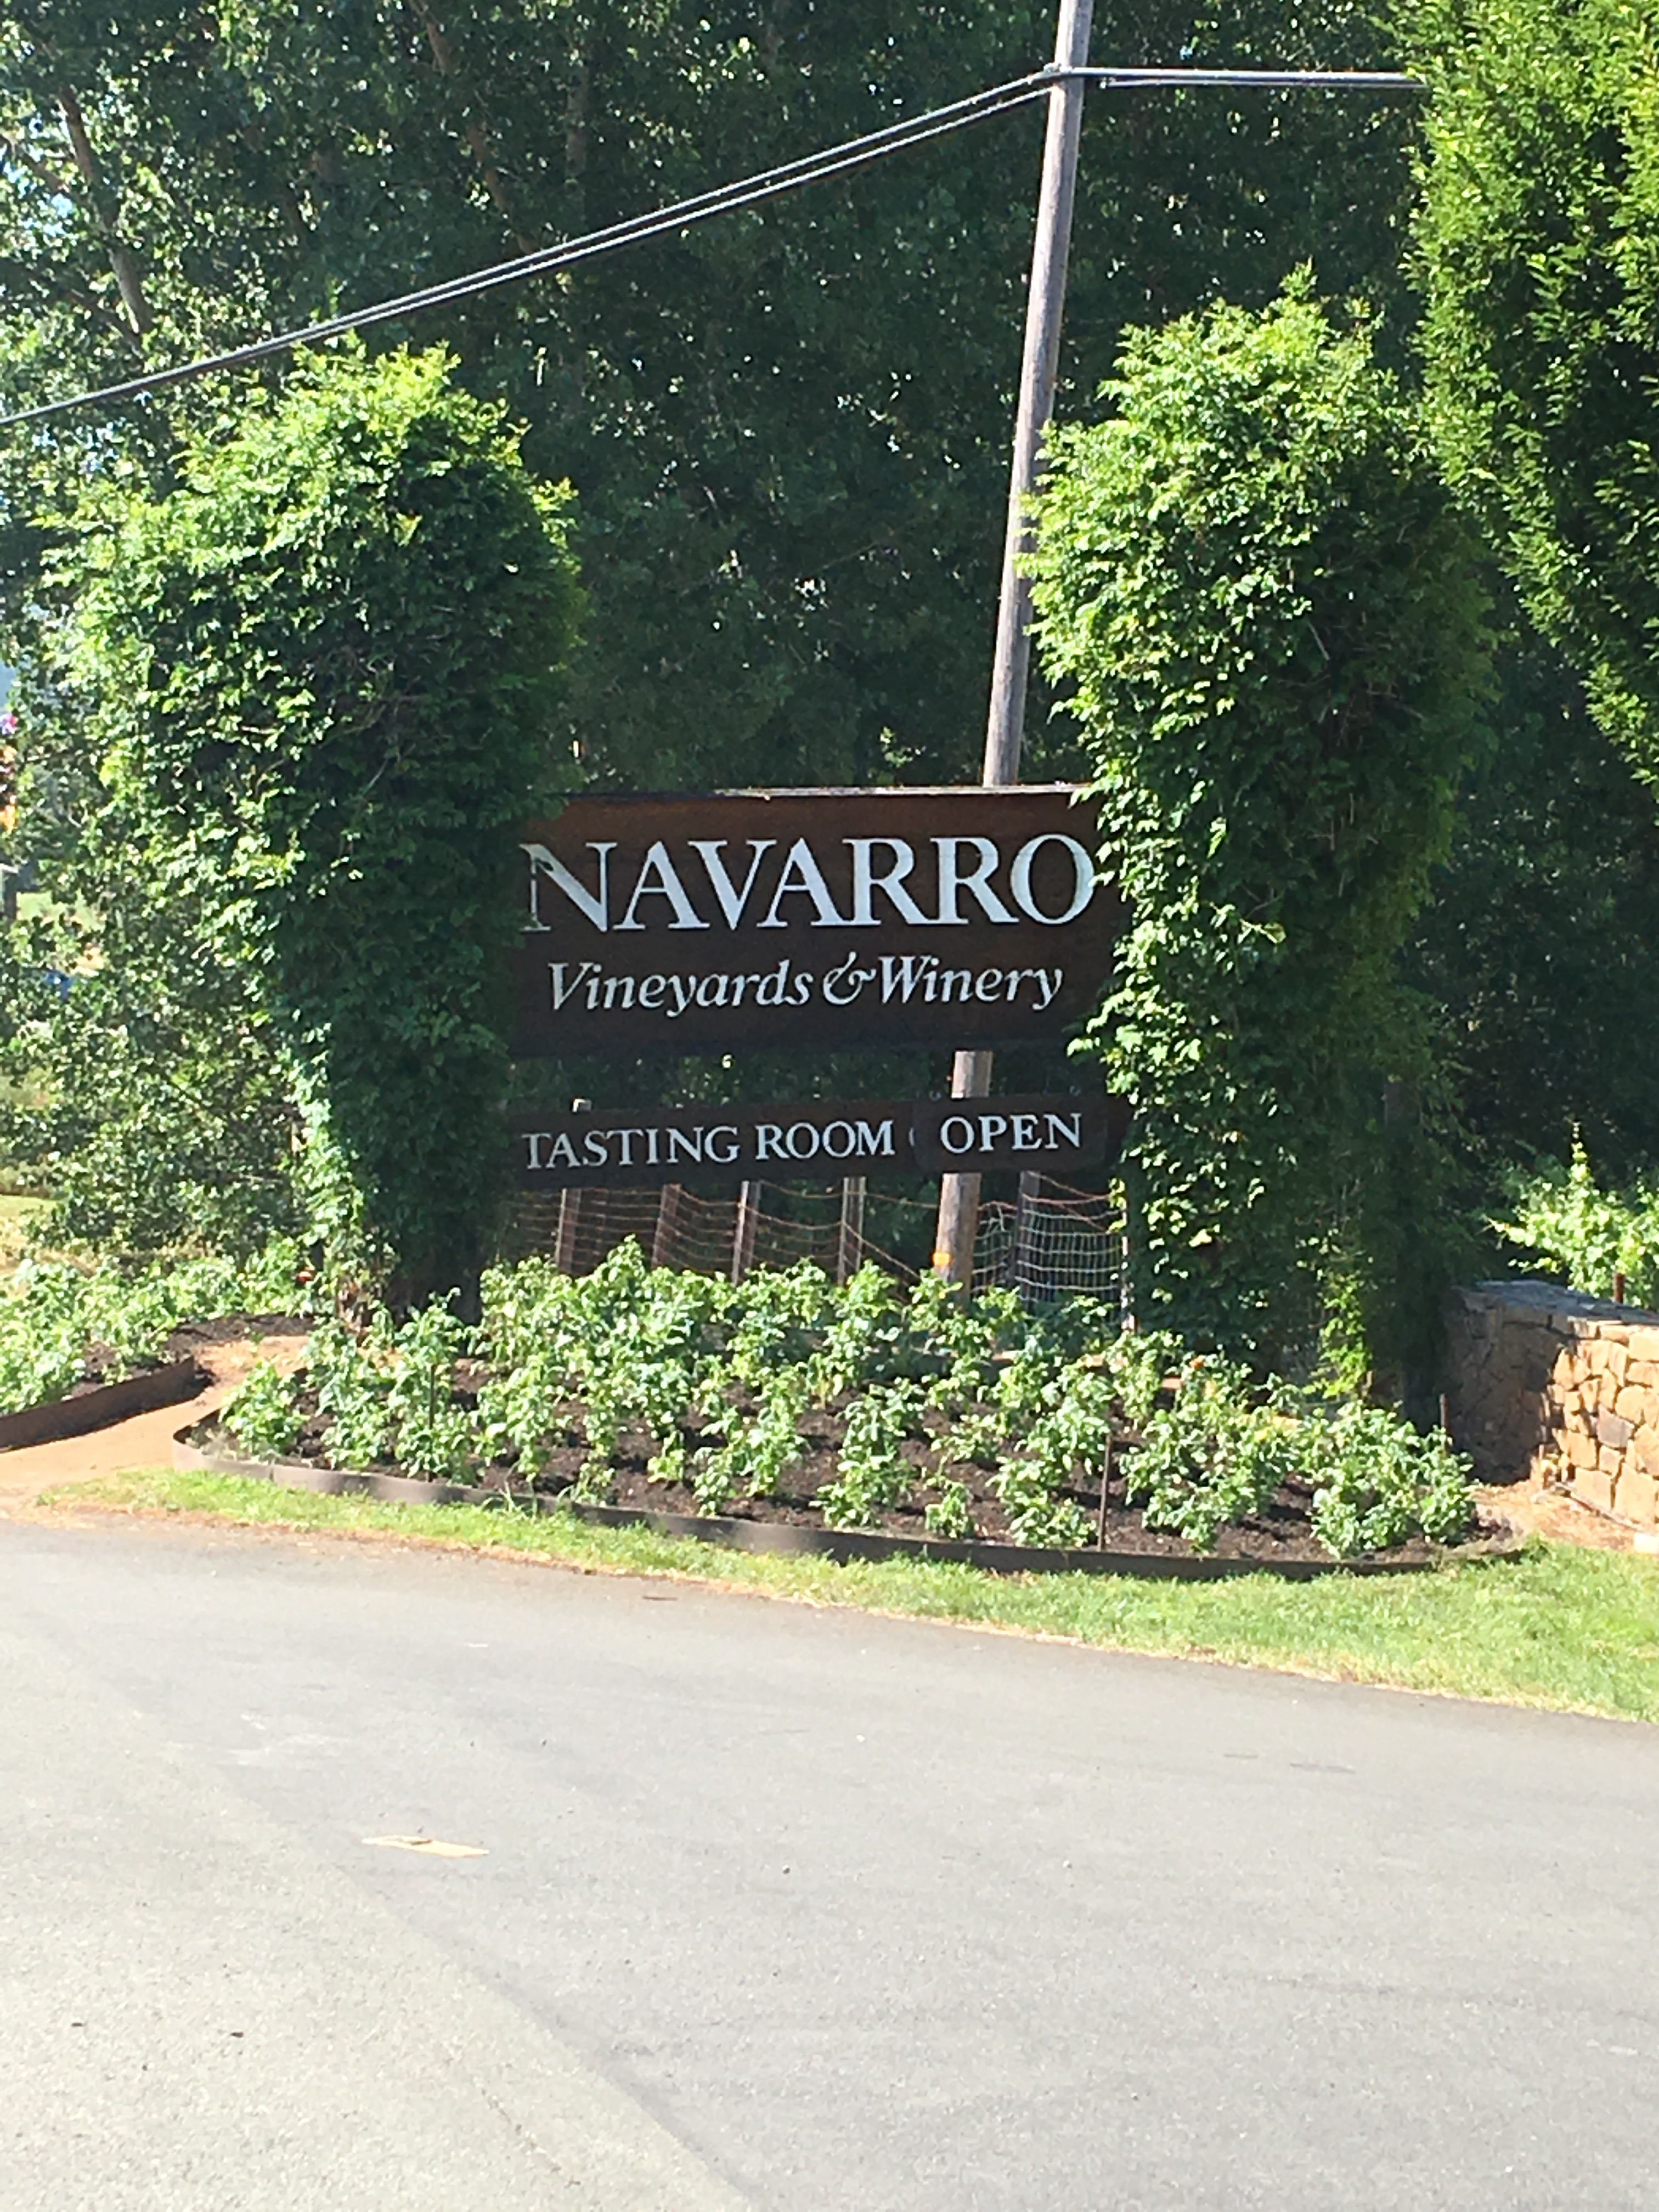 NAVARRO
Vineyards & Winery
TASTING ROOM OPEN